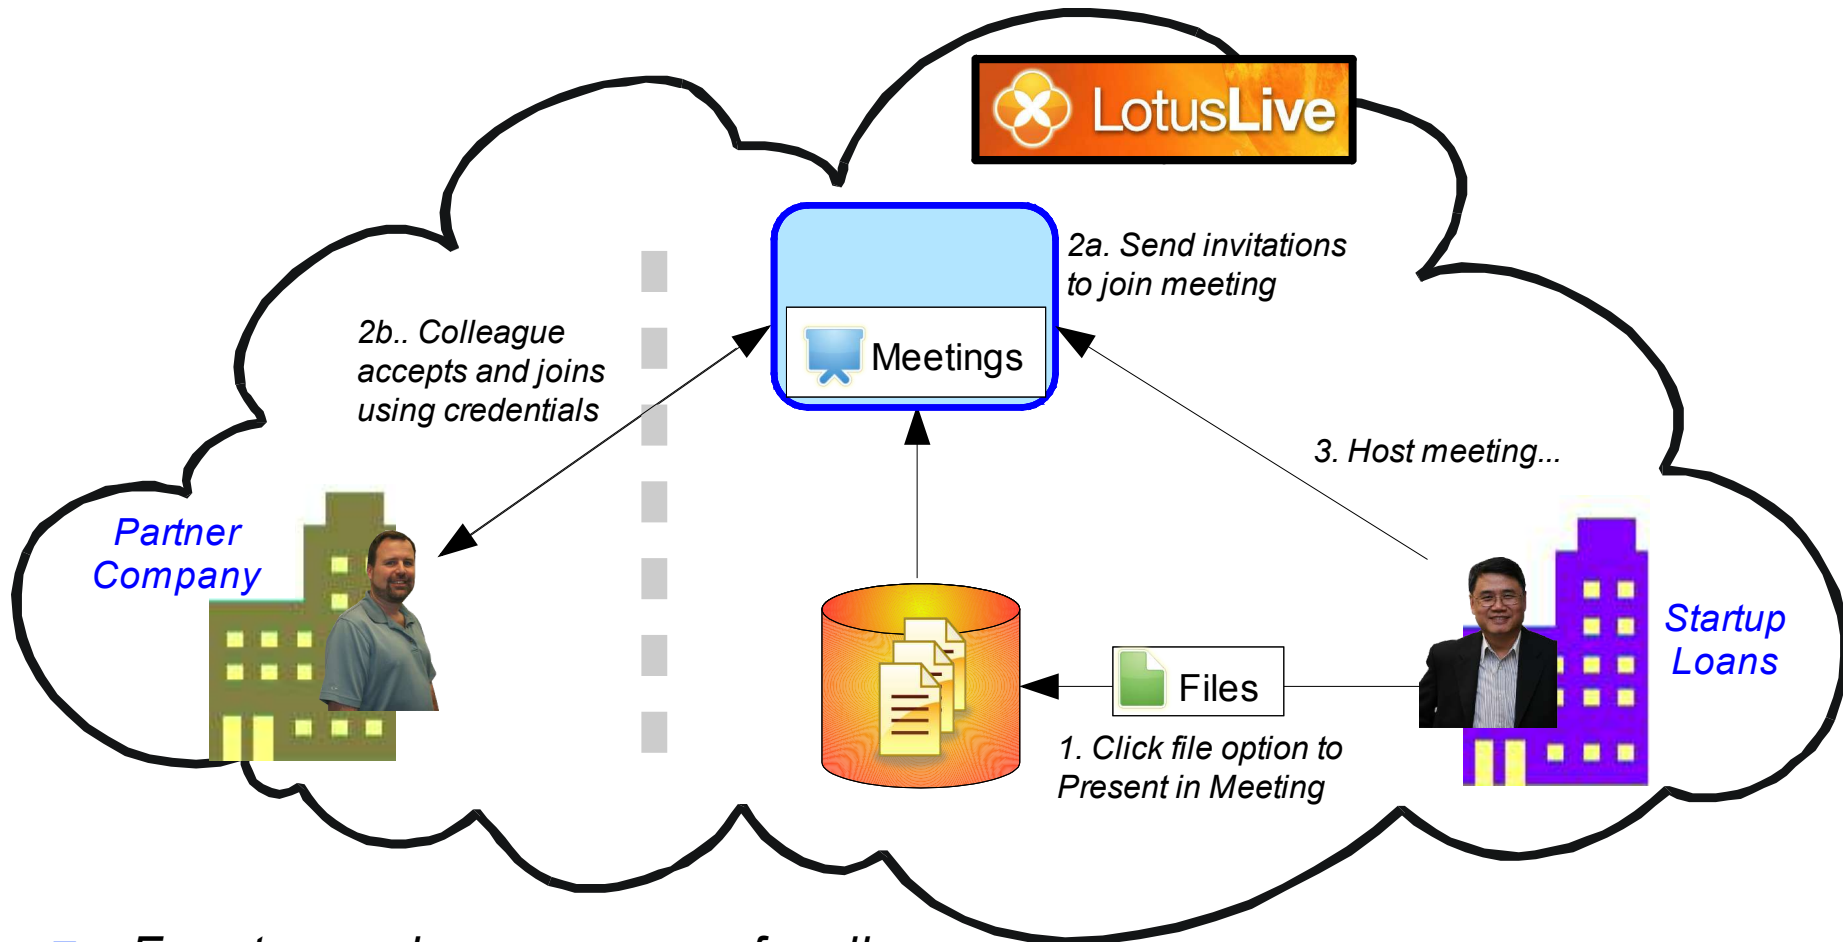 LotusLive
2a. Send invitations
to join meeting
2b.. Colleague
accepts and joins
using credentials
Meetings
3. Host meeting...
Partner
Company
Startup
Loans
Files
1. Click file option to
Present in Meeting